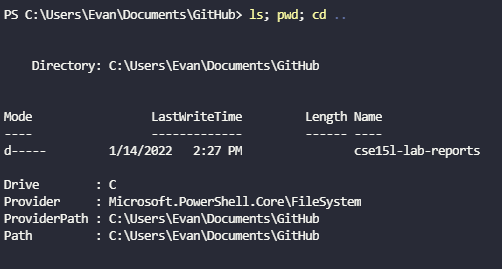 PS C:\Users\Evan\Documents\GitHub> ls; pwd; cd ..
Directory: C:\Users\Evan\Documents\GitHub
Mode LastWriteTime Length Name
---- ------------- ------ ----
d----- 1/14/2022 2:27 PM cse15l-lab-reports
Drive : C
Provider : Microsoft.PowerShell.Core\FileSystem
ProviderPath : C:\Users\Evan\Documents\GitHub
Path : C:\Users\Evan\Documents\GitHub